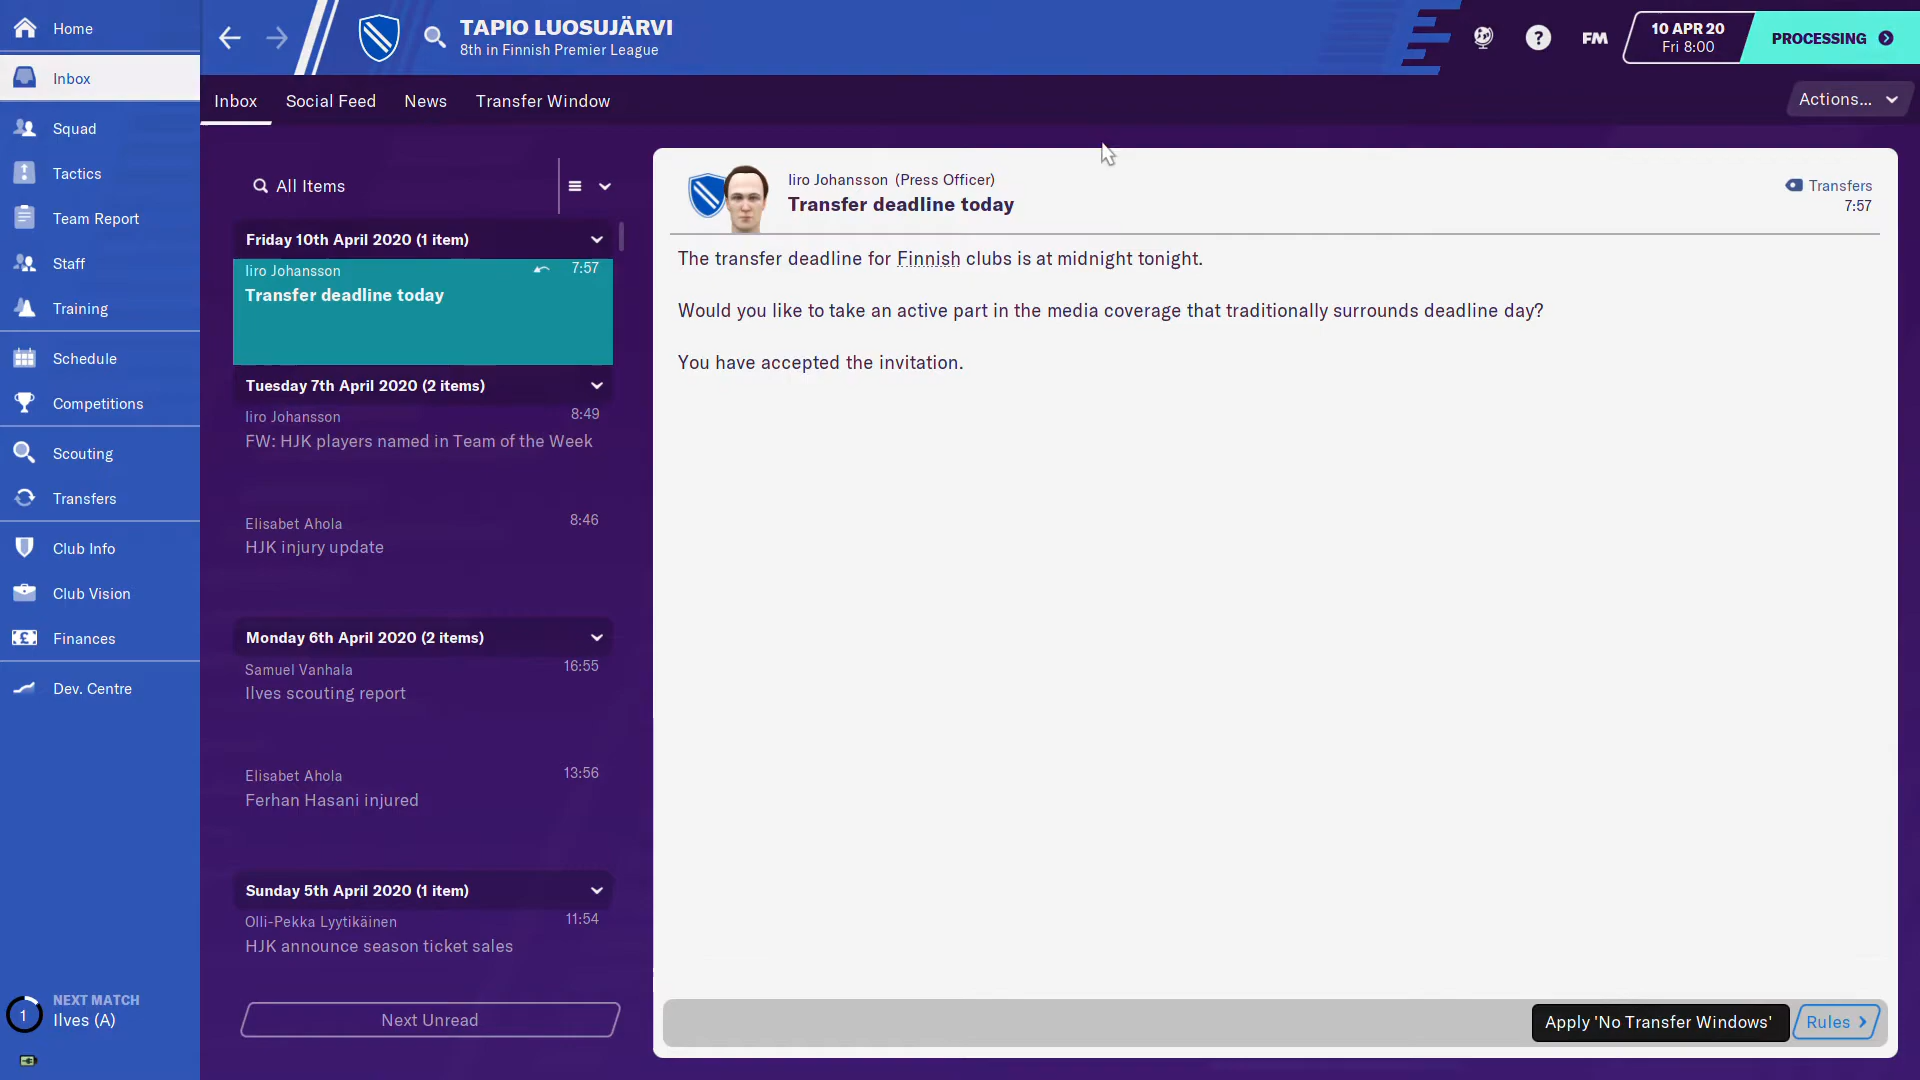 Home
Inbox
Squad
Tactics
Team Report
Staff
Training
Schedule
Competitions
Scouting
Transfers
Club Info
Club Vision
Finances
Dev. Centre
1
NEXT MATCH
Ilves (A)
TAPIO LUOSUJÄRVI
8th in Finnish Premier League
?
FM
10 APR 20
Fri 8:00
PROCESSING
Inbox
Social Feed
News
Transfer Window
Actions...
All Items
Friday 10th April 2020 (1 item)
Iiro Johansson
7:57
Transfer deadline today
Tuesday 7th April 2020 (2 items)
Iiro Johansson
8:49
FW: HJK players named in Team of the Week
Elisabet Ahola
8:46
HJK injury update
Monday 6th April 2020 (2 items)
Samuel Vanhala
16:55
Ilves scouting report
Elisabet Ahola
13:56
Ferhan Hasani injured
Sunday 5th April 2020 (1 item)
Olli-Pekka Lyytikäinen
11:54
HJK announce season ticket sales
Next Unread
Iiro Johansson (Press Officer)
Transfer deadline today
Transfers
7:57
The transfer deadline for Finnish clubs is at midnight tonight.
Would you like to take an active part in the media coverage that traditionally surrounds deadline day?
You have accepted the invitation.
Apply 'No Transfer Windows'
Rules